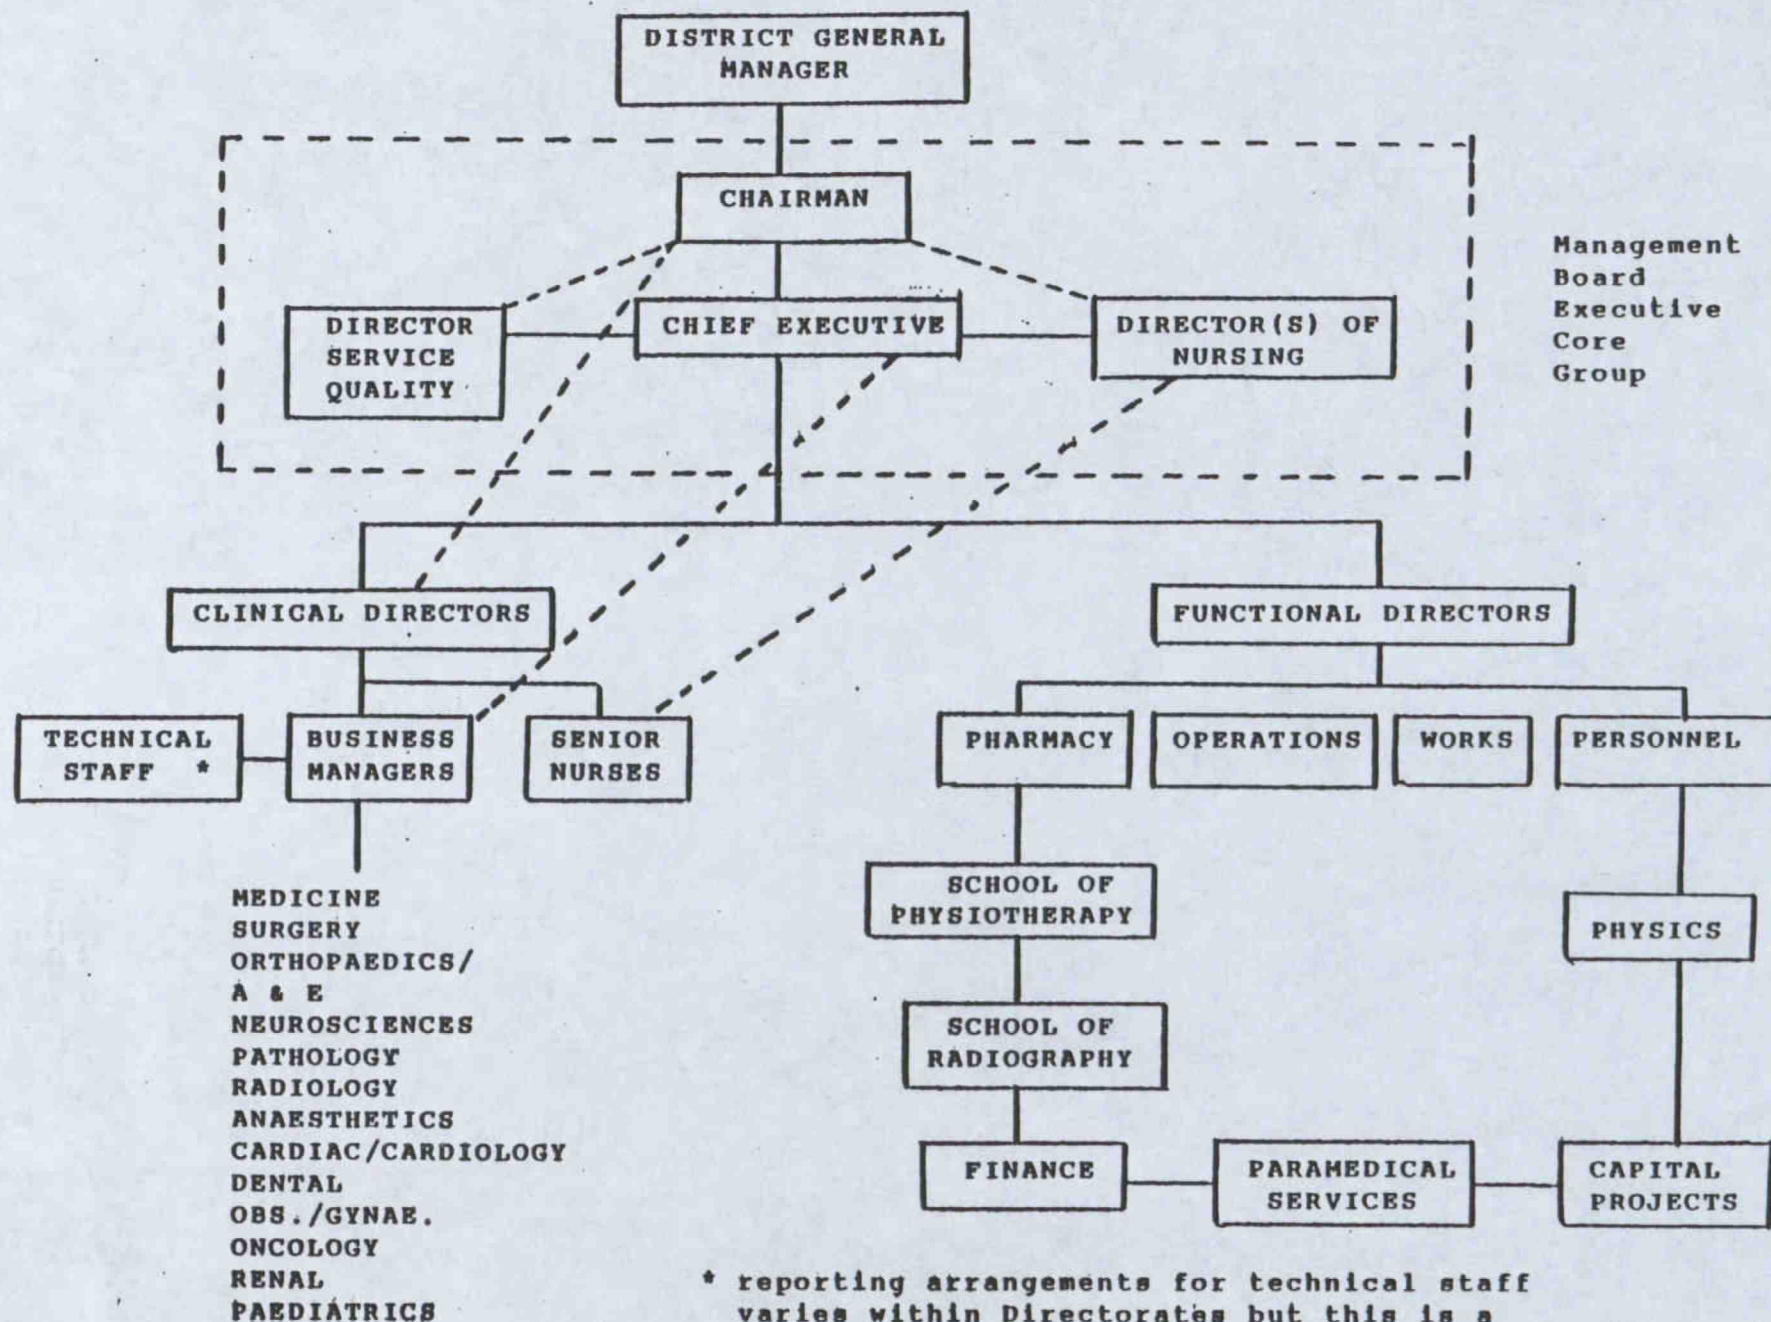 DISTRICT GENERAL
MANAGER
CHAIRMAN
Management
Board
Executive
Core
Group
DIRECTOR
SERVICE
QUALITY
CHIEF EXECUTIVE
DIRECTOR(S) OF
NURSING
CLINICAL DIRECTORS
FUNCTIONAL DIRECTORS
TECHNICAL
STAFF *
BUSINESS
MANAGERS
SENIOR
NURSES
PHARMACY
OPERATIONS
WORKS
PERSONNEL
SCHOOL OF
PHYSIOTHERAPY
PHYSICS
SCHOOL OF
RADIOGRAPHY
FINANCE
PARAMEDICAL
SERVICES
CAPITAL
PROJECTS
MEDICINE
SURGERY
ORTHOPAEDICS/
A & E
NEUROSCIENCES
PATHOLOGY
RADIOLOGY
ANAESTHETICS
CARDIAC/CARDIOLOGY
DENTAL
OBS./GYNAE.
ONCOLOGY
RENAL
PAEDIATRICS
* reporting arrangements for technical staff
varies within Directorates but this is a